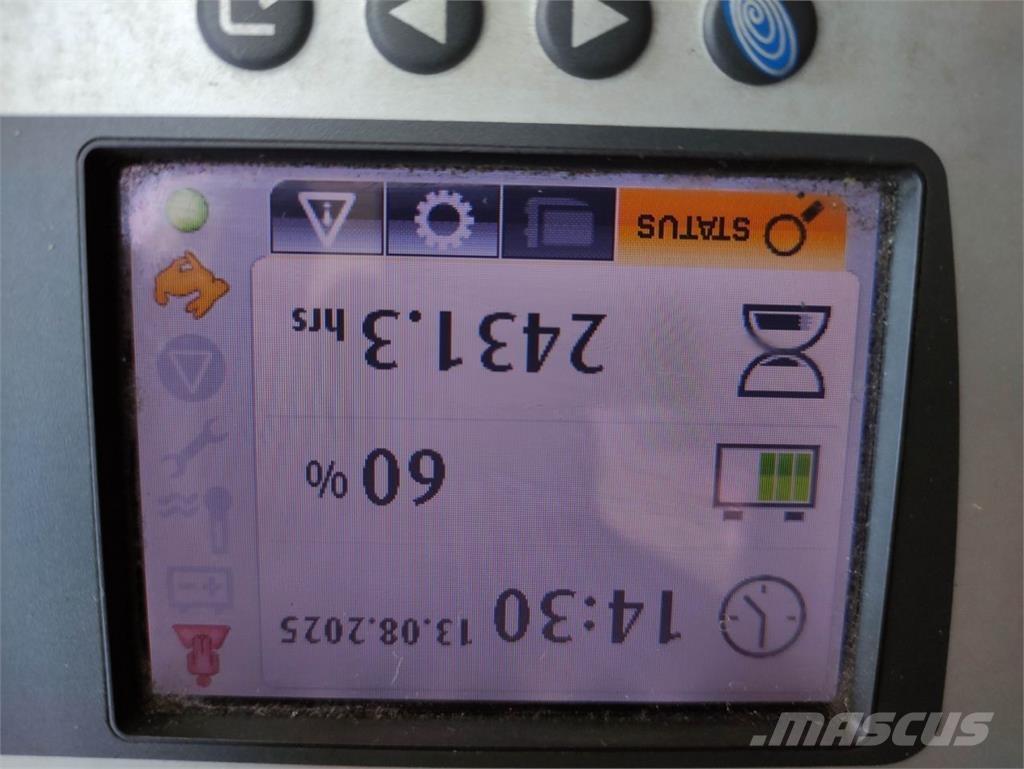 14:30 13.08.2025
60 %
2431.3 hrs
STATUS
MASCUS